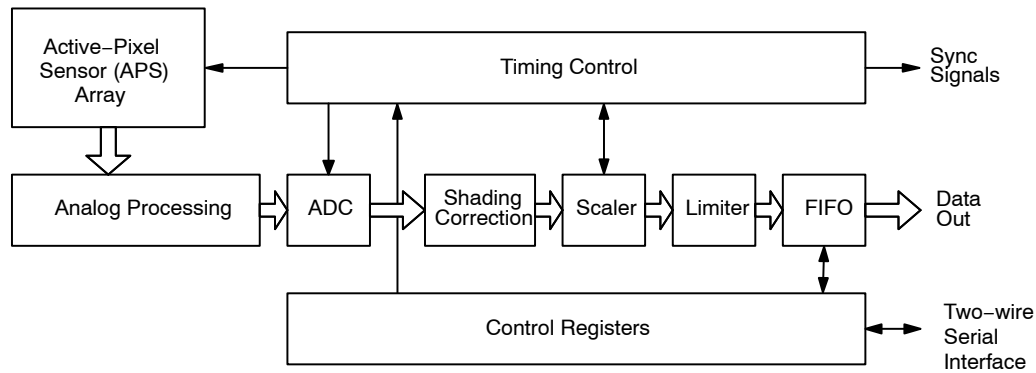 Active−Pixel
Sensor (APS)
Array
Timing Control
Sync
Signals
Analog Processing
ADC
Shading
Correction
Scaler
Limiter
FIFO
Data
Out
Control Registers
Two−wire
Serial
Interface